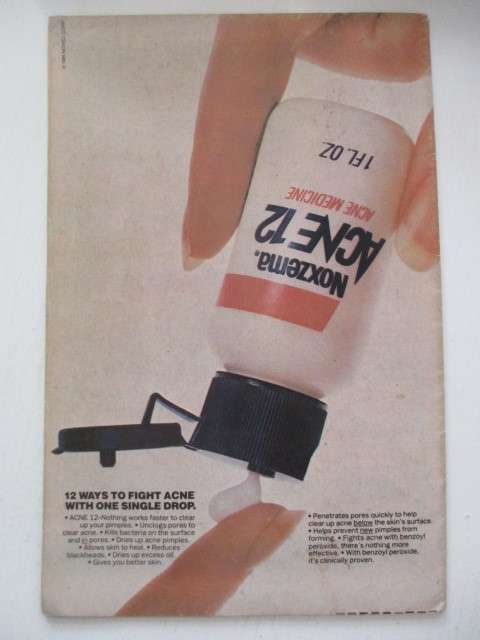 1 FL. OZ
ACNE MEDICINE
ACNE 12
Noxzema.
12 WAYS TO FIGHT ACNE
WITH ONE SINGLE DROP.
• ACNE 12–Nothing works faster to clear
up your pimples. • Unclogs pores to
clear acne. • Kills bacteria on the surface
and in pores. • Dries up acne pimples.
• Allows skin to heal. • Reduces
blackheads. • Dries up excess oil.
• Gives you better skin.
• Penetrates pores quickly to help
clear up acne below the skin's surface.
• Helps prevent new pimples from
forming. • Fights acne with benzoyl
peroxide, there's nothing more
effective. • With benzoyl peroxide,
it's clinically proven.